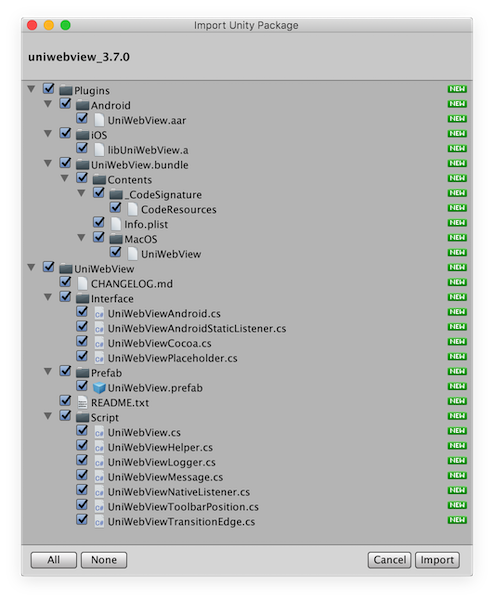 Import Unity Package
uniwebview_3.7.0
Plugins NEW
Android NEW
UniWebView.aar NEW
iOS NEW
libUniWebView.a NEW
UniWebView.bundle NEW
Contents NEW
_CodeSignature NEW
CodeResources NEW
Info.plist NEW
MacOS NEW
UniWebView NEW
UniWebView NEW
CHANGELOG.md NEW
Interface NEW
C# UniWebViewAndroid.cs NEW
C# UniWebViewAndroidStaticListener.cs NEW
C# UniWebViewCocoa.cs NEW
C# UniWebViewPlaceholder.cs NEW
Prefab NEW
UniWebView.prefab NEW
README.txt NEW
Script NEW
C# UniWebView.cs NEW
C# UniWebViewHelper.cs NEW
C# UniWebViewLogger.cs NEW
C# UniWebViewMessage.cs NEW
C# UniWebViewNativeListener.cs NEW
C# UniWebViewToolbarPosition.cs NEW
C# UniWebViewTransitionEdge.cs NEW
All None Cancel Import